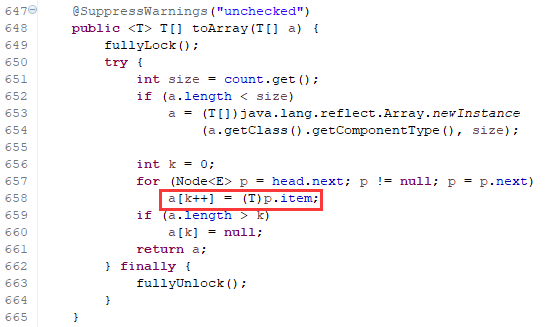 647 @SuppressWarnings("unchecked")
648 public <T> T[] toArray(T[] a) {
649 fullyLock();
650 try {
651 int size = count.get();
652 if (a.length < size)
653 a = (T[])java.lang.reflect.Array.newInstance
654 (a.getClass().getComponentType(), size);
655
656 int k = 0;
657 for (Node<E> p = head.next; p != null; p = p.next)
658 a[k++] = (T)p.item;
659 if (a.length > k)
660 a[k] = null;
661 return a;
662 } finally {
663 fullyUnlock();
664 }
665 }